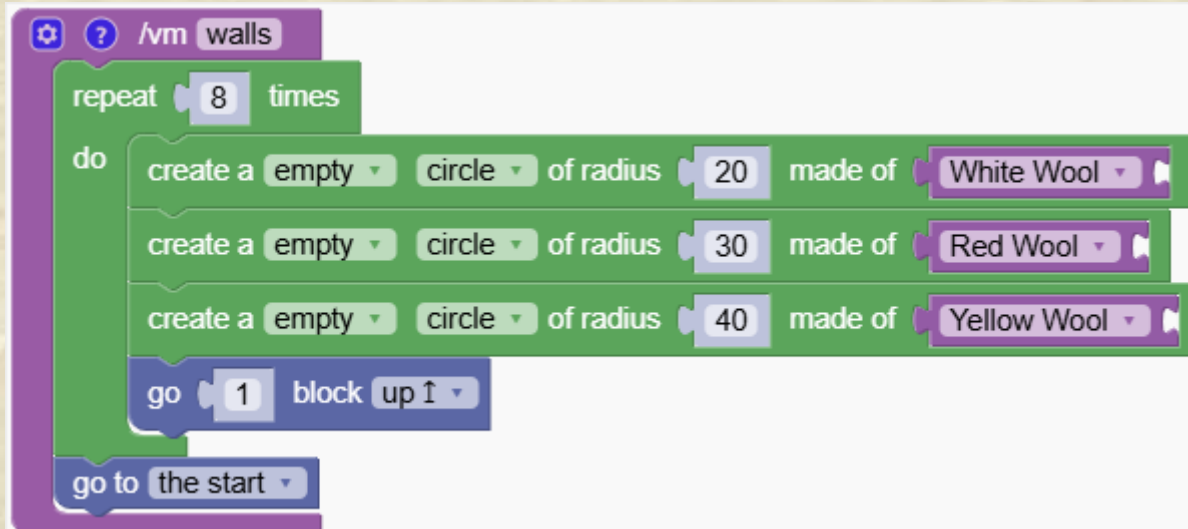 ? /vm walls
repeat 8 times
do create a empty circle of radius 20 made of White Wool
create a empty circle of radius 30 made of Red Wool
create a empty circle of radius 40 made of Yellow Wool
go 1 block up ↥
go to the start